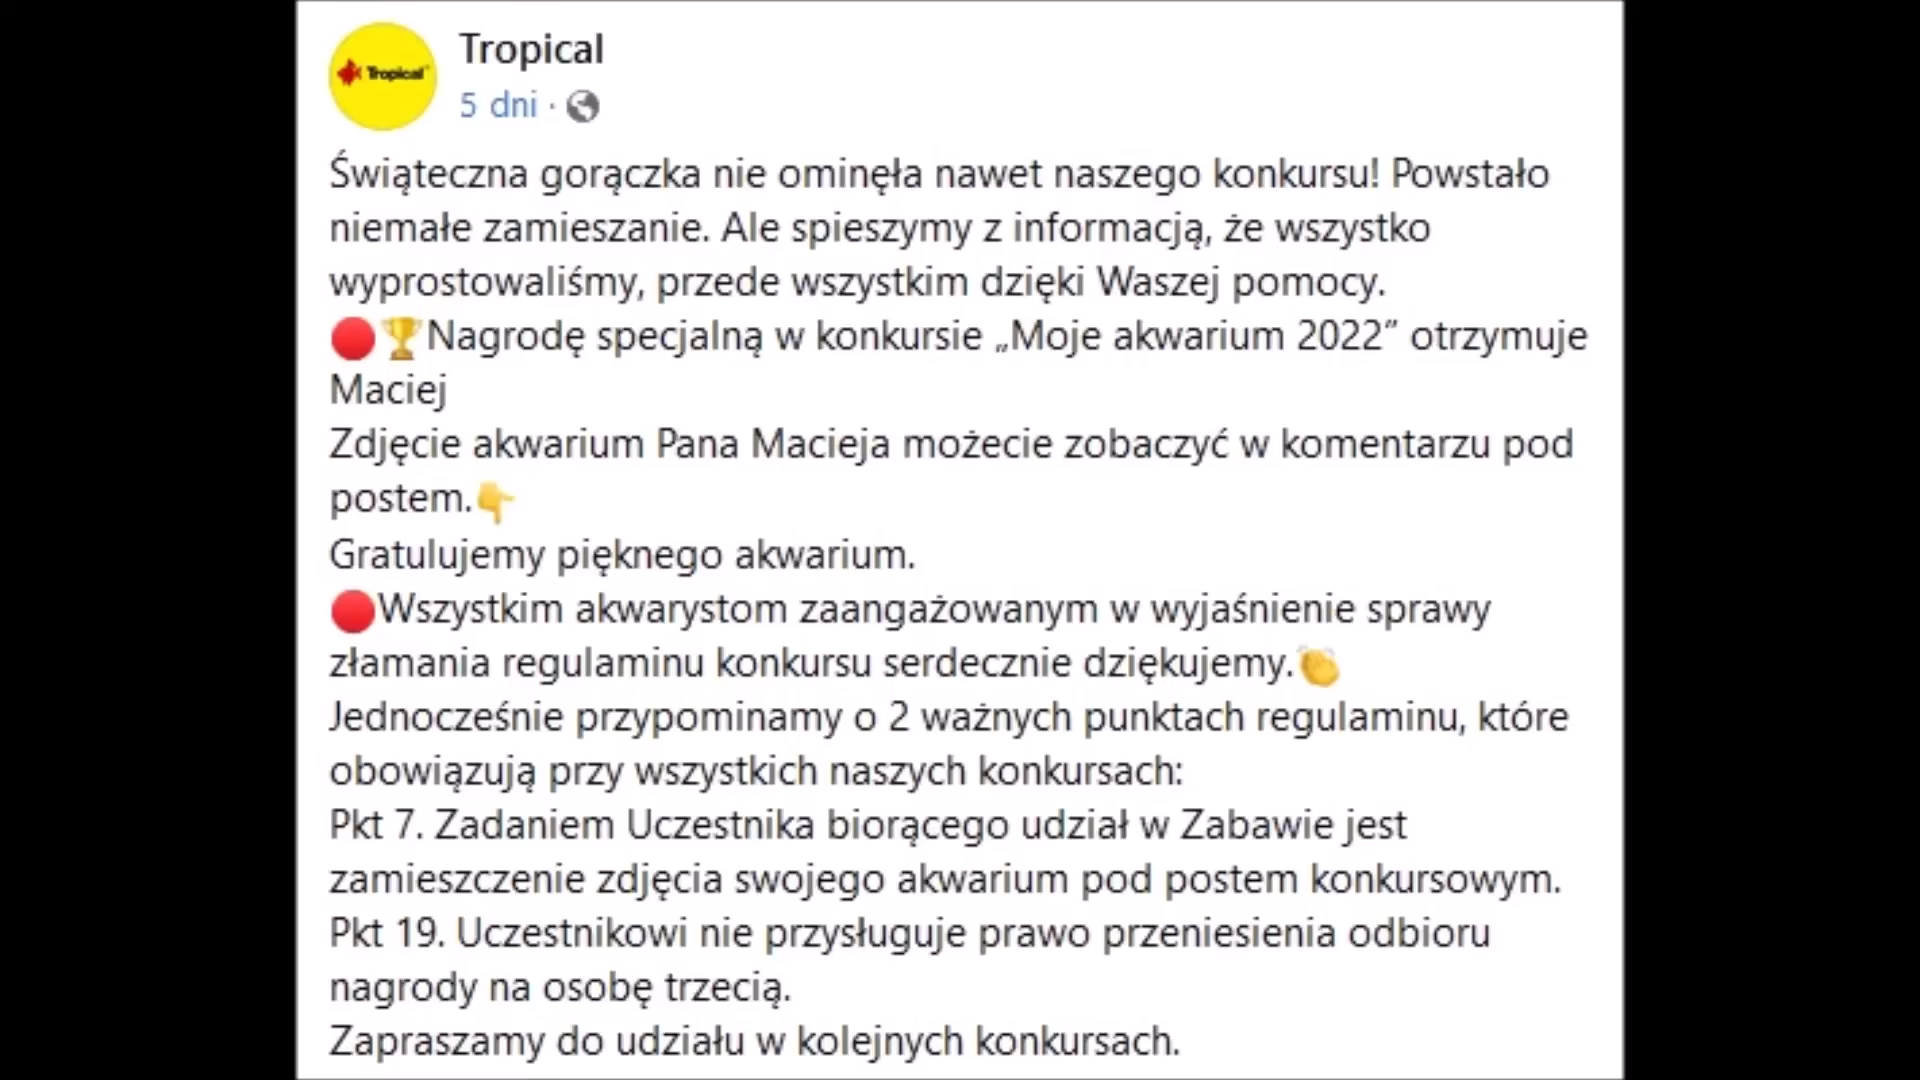 Tropical
Tropical
5 dni ·
Świąteczna gorączka nie ominęła nawet naszego konkursu! Powstało
niemałe zamieszanie. Ale spieszymy z informacją, że wszystko
wyprostowaliśmy, przede wszystkim dzięki Waszej pomocy.
🔴🏆Nagrodę specjalną w konkursie „Moje akwarium 2022” otrzymuje
Maciej
Zdjęcie akwarium Pana Macieja możecie zobaczyć w komentarzu pod
postem.👇
Gratulujemy pięknego akwarium.
🔴Wszystkim akwarystom zaangażowanym w wyjaśnienie sprawy
złamania regulaminu konkursu serdecznie dziękujemy.👏
Jednocześnie przypominamy o 2 ważnych punktach regulaminu, które
obowiązują przy wszystkich naszych konkursach:
Pkt 7. Zadaniem Uczestnika biorącego udział w Zabawie jest
zamieszczenie zdjęcia swojego akwarium pod postem konkursowym.
Pkt 19. Uczestnikowi nie przysługuje prawo przeniesienia odbioru
nagrody na osobę trzecią.
Zapraszamy do udziału w kolejnych konkursach.